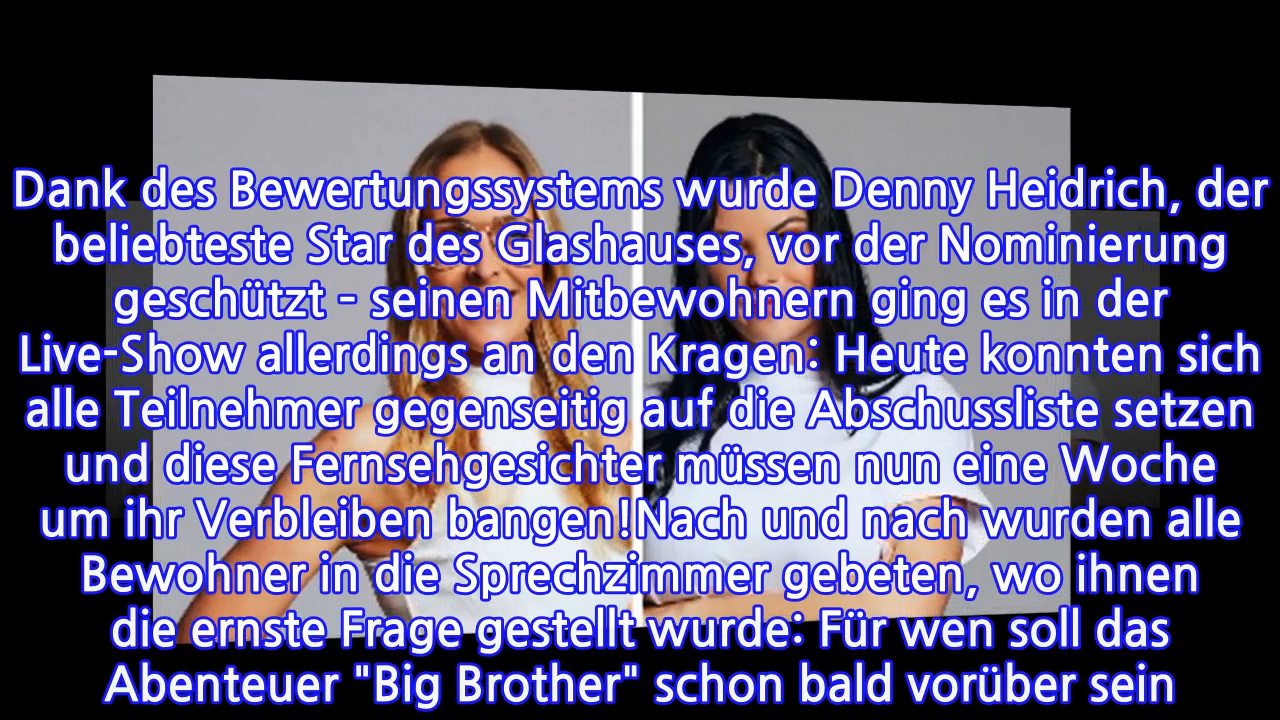 Dank des Bewertungssystems wurde Denny Heidrich, der
beliebteste Star des Glashauses, vor der Nominierung
geschützt - seinen Mitbewohnern ging es in der
Live-Show allerdings an den Kragen: Heute konnten sich
alle Teilnehmer gegenseitig auf die Abschussliste setzen
und diese Fernsehgesichter müssen nun eine Woche
um ihr Verbleiben bangen!Nach und nach wurden alle
Bewohner in die Sprechzimmer gebeten, wo ihnen
die ernste Frage gestellt wurde: Für wen soll das
Abenteuer "Big Brother" schon bald vorüber sein